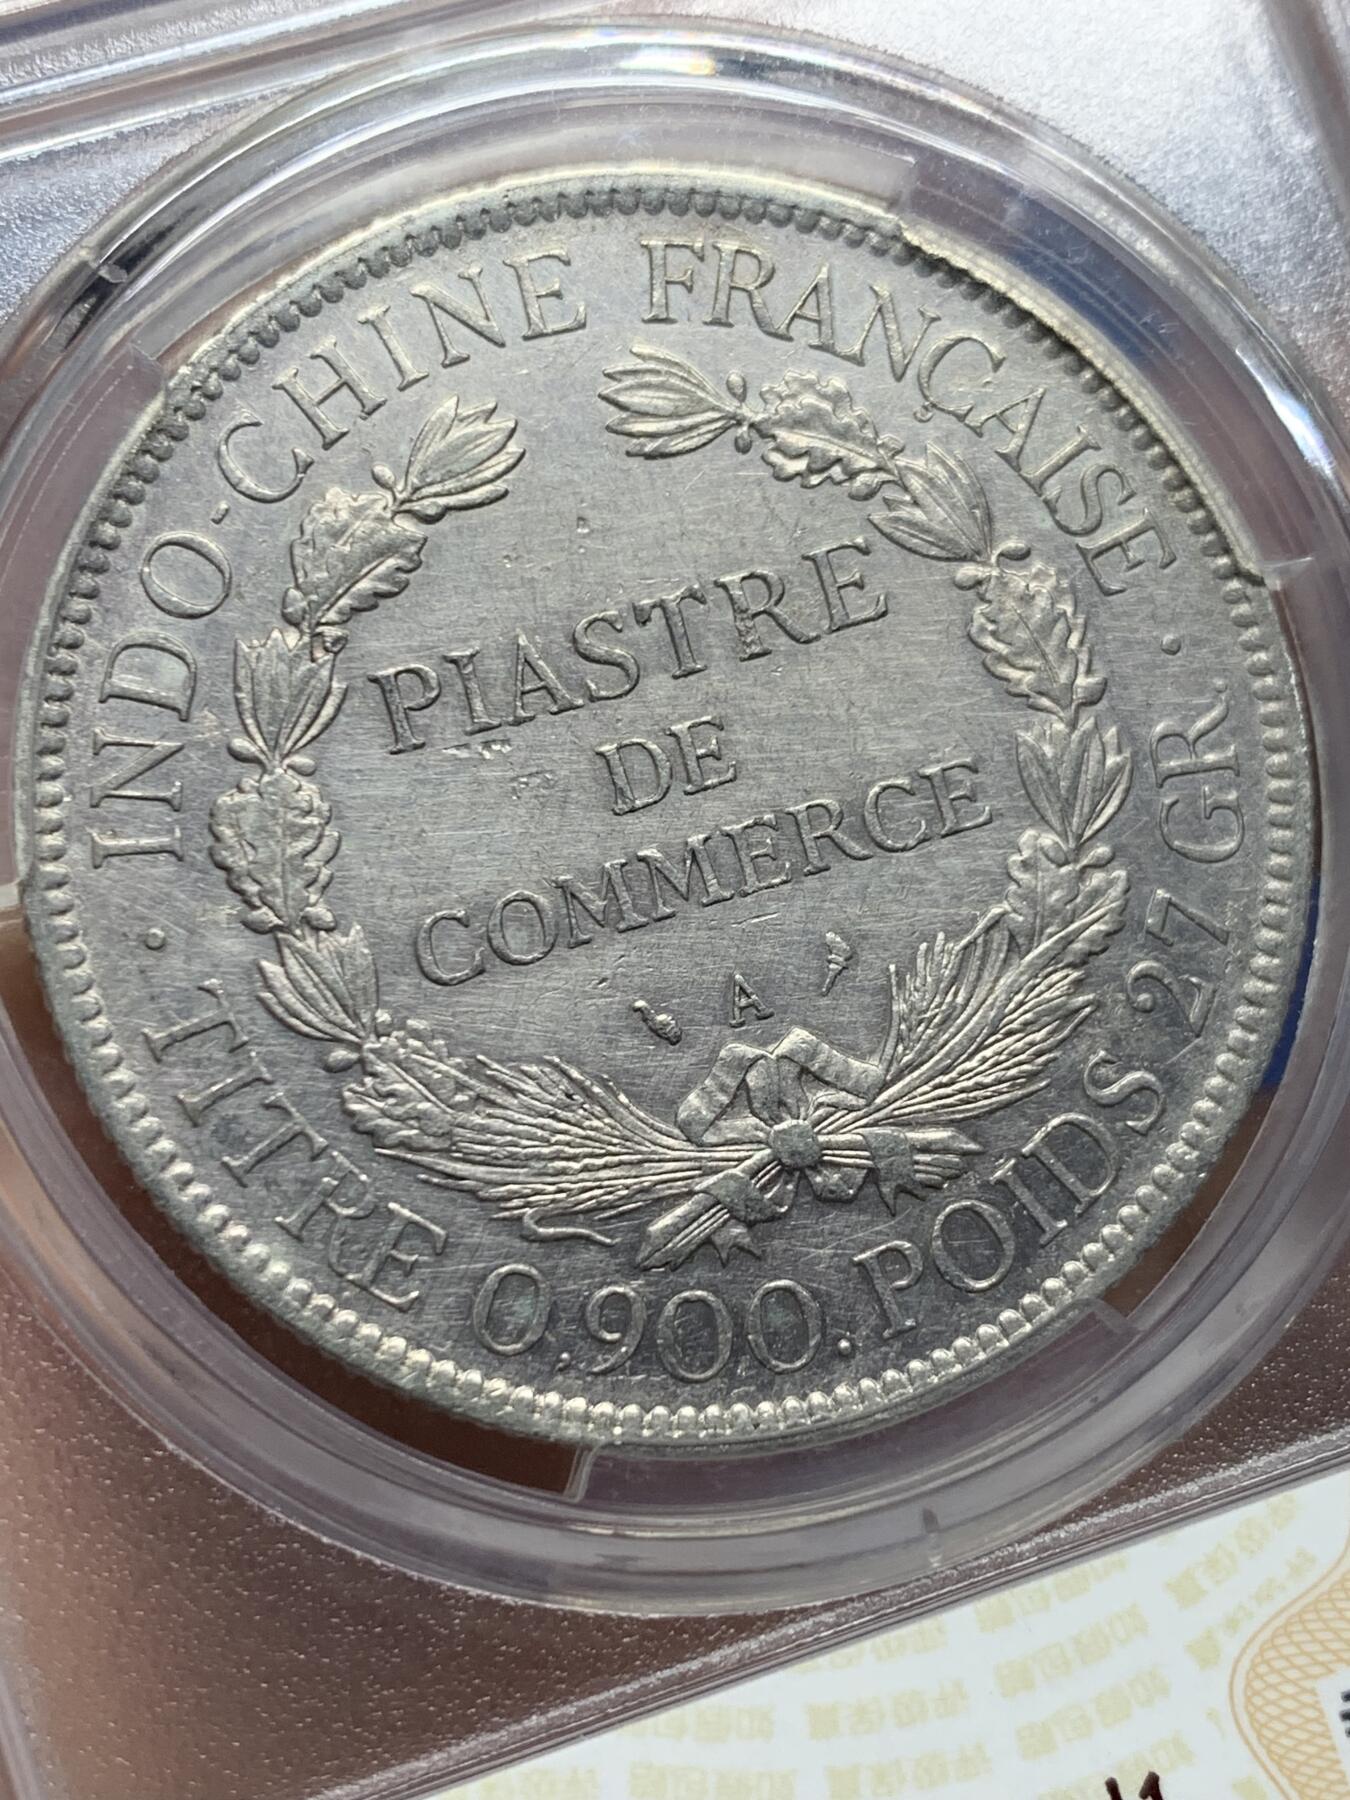 INDO-CHINE FRANÇAISE
PIASTRE
DE
COMMERCE
A
TITRE 0,900. POIDS 27 GR.